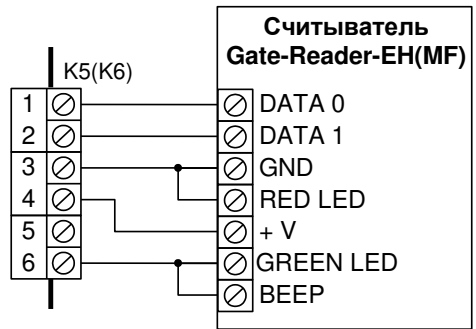 Считыватель
Gate-Reader-EH(MF)
K5(K6)
1 DATA 0
2 DATA 1
3 GND
4 RED LED
5 + V
6 GREEN LED
BEEP